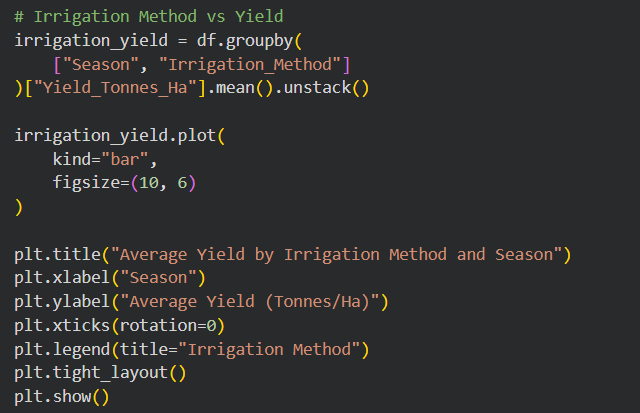 # Irrigation Method vs Yield
irrigation_yield = df.groupby(
    ["Season", "Irrigation_Method"]
)["Yield_Tonnes_Ha"].mean().unstack()

irrigation_yield.plot(
    kind="bar",
    figsize=(10, 6)
)

plt.title("Average Yield by Irrigation Method and Season")
plt.xlabel("Season")
plt.ylabel("Average Yield (Tonnes/Ha)")
plt.xticks(rotation=0)
plt.legend(title="Irrigation Method")
plt.tight_layout()
plt.show()